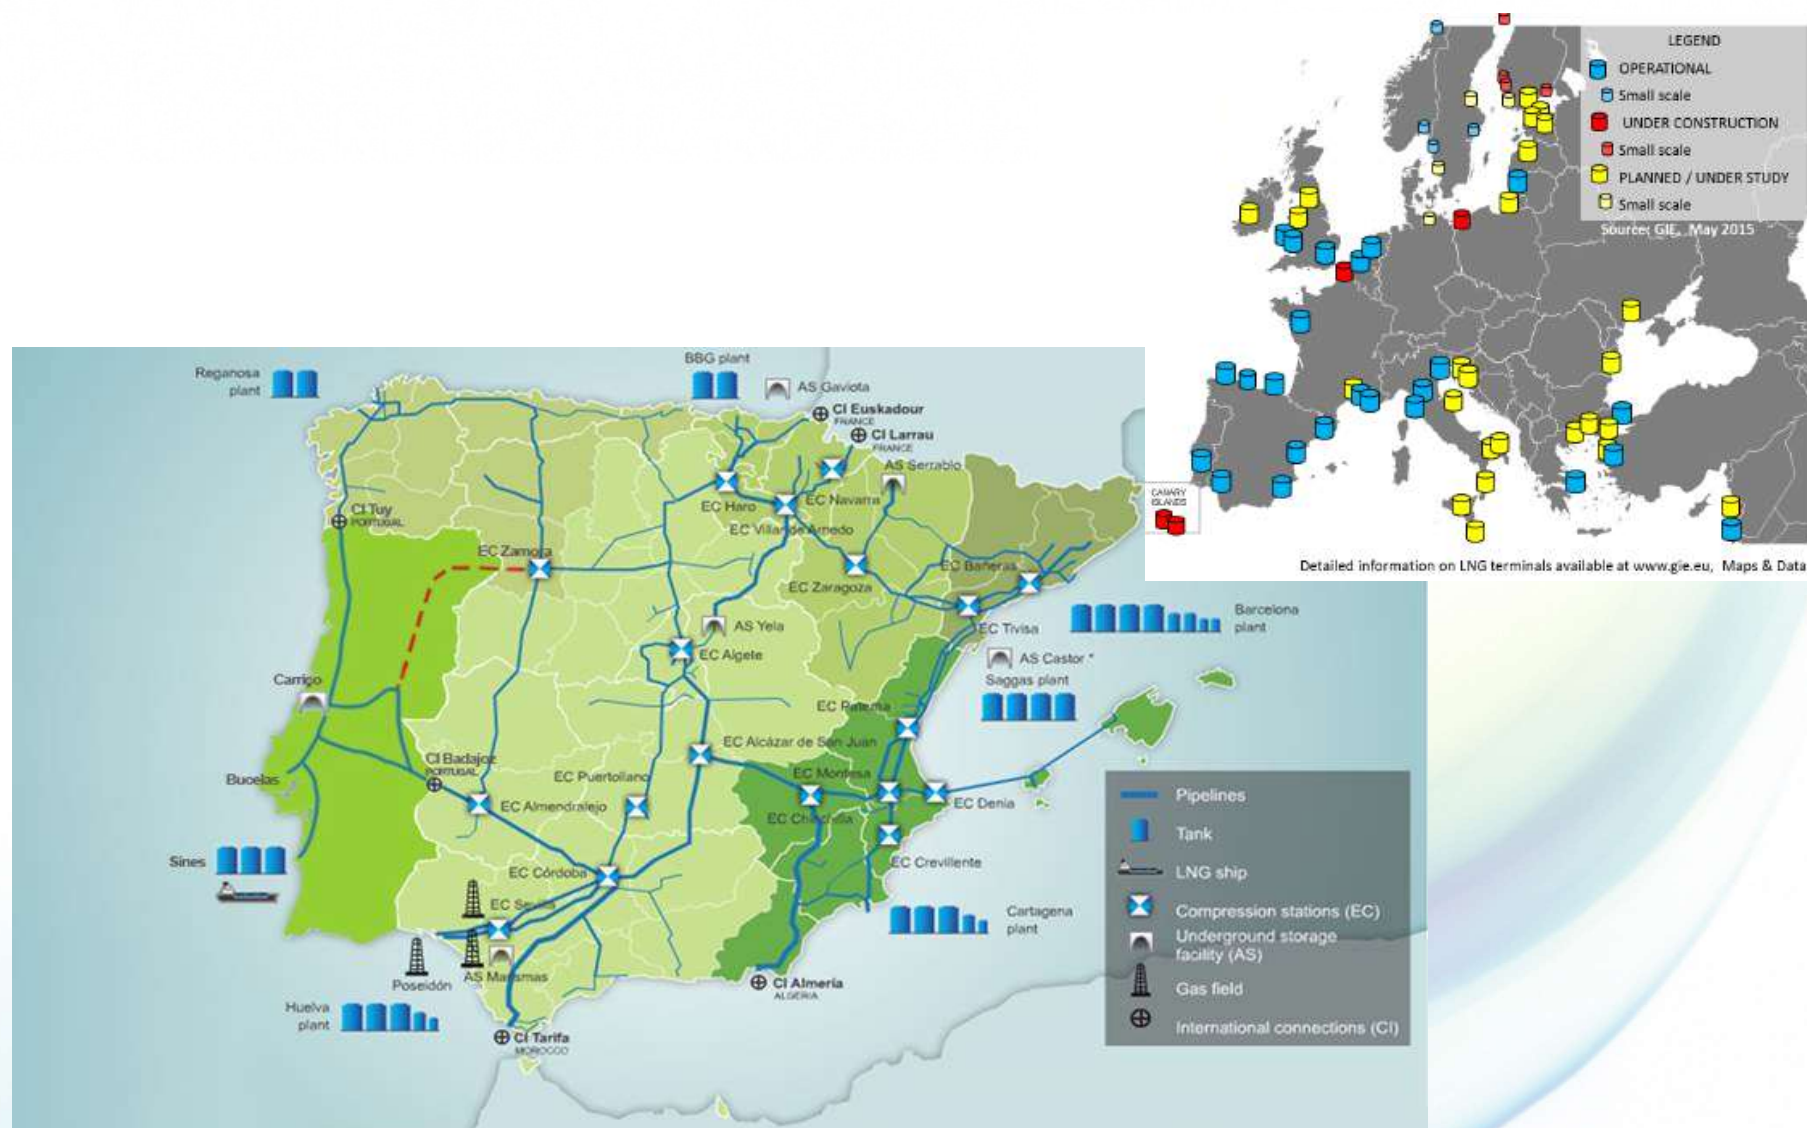 LEGEND
OPERATIONAL
Small scale
UNDER CONSTRUCTION
Small scale
PLANNED / UNDER STUDY
Small scale
Source: GIE, May 2015
CANARY
ISLANDS
Detailed information on LNG terminals available at www.gie.eu, Maps & Data
Reganosa
plant
BBG plant
AS Gaviota
CI Euskadour
FRANCE
CI Larrau
FRANCE
AS Serrablo
EC Navarra
EC Haro
EC Villar de Arnedo
CI Tuy
PORTUGAL
EC Zamora
EC Bañeras
EC Zaragoza
Barcelona
plant
EC Tivisa
AS Yela
EC Algete
AS Castor *
Saggas plant
Carriço
EC Paterna
EC Alcázar de San Juan
CI Badajoz
PORTUGAL
Bucelas
EC Puertollano
EC Montesa
EC Almendralejo
EC Denia
EC Chinchilla
Sines
EC Crevillente
EC Córdoba
EC Sevilla
Cartagena
plant
AS Marismas
Poseidón
CI Almería
ALGERIA
Huelva
plant
CI Tarifa
MOROCCO
Pipelines
Tank
LNG ship
Compression stations (EC)
Underground storage
facility (AS)
Gas field
International connections (CI)